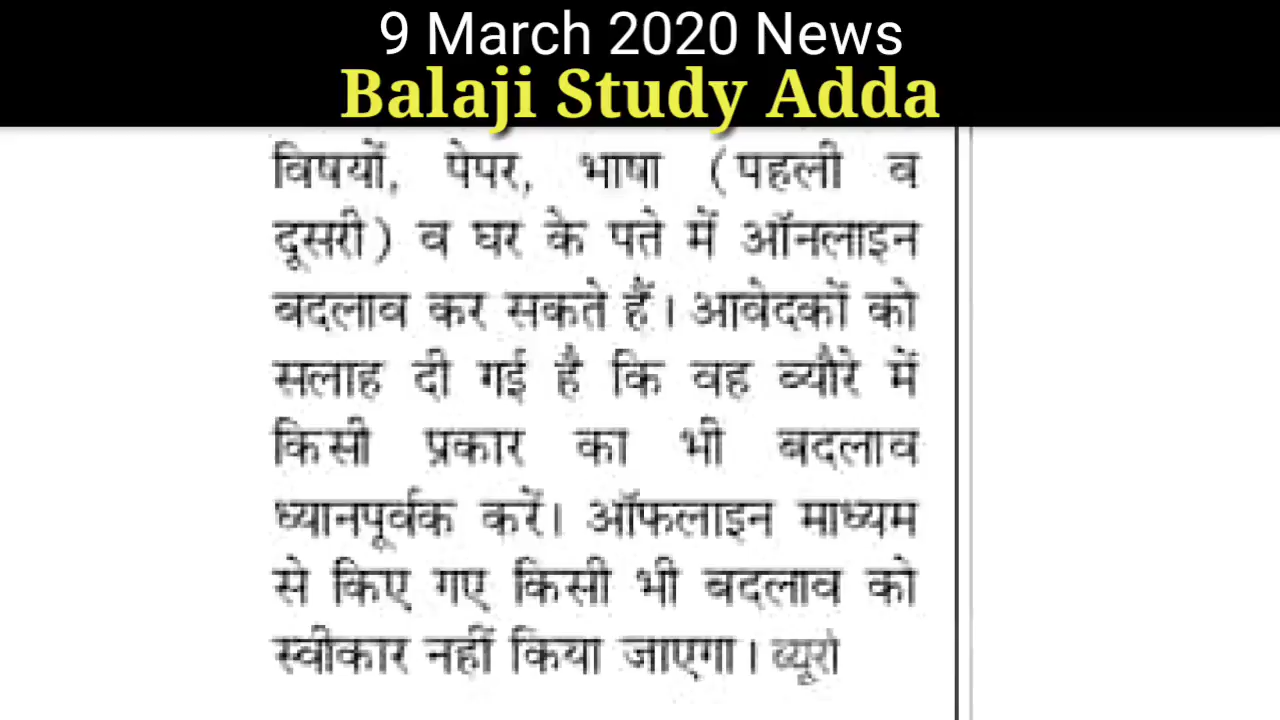 9 March 2020 News
Balaji Study Adda
विषयों, पेपर, भाषा (पहली व
दूसरी) व घर के पते में ऑनलाइन
बदलाव कर सकते हैं। आवेदकों को
सलाह दी गई है कि वह ब्यौरे में
किसी प्रकार का भी बदलाव
ध्यानपूर्वक करें। ऑफलाइन माध्यम
से किए गए किसी भी बदलाव को
स्वीकार नहीं किया जाएगा। ब्यूरो